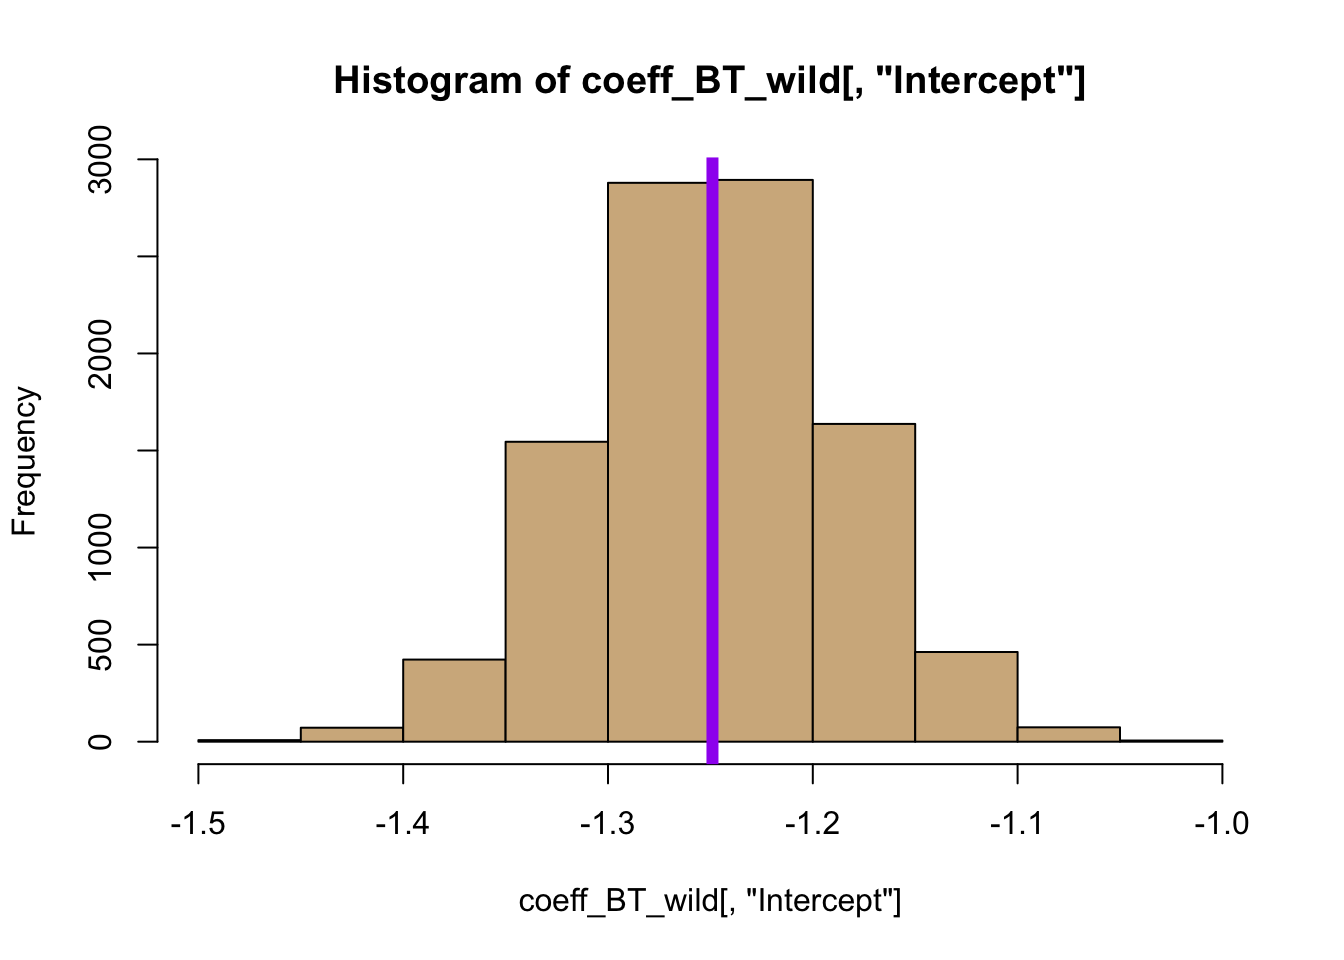 Histogram of coeff_BT_wild[, "Intercept"]
Frequency
3000
2000
1000
500
0
-1.5 -1.4 -1.3 -1.2 -1.1 -1.0
coeff_BT_wild[, "Intercept"]